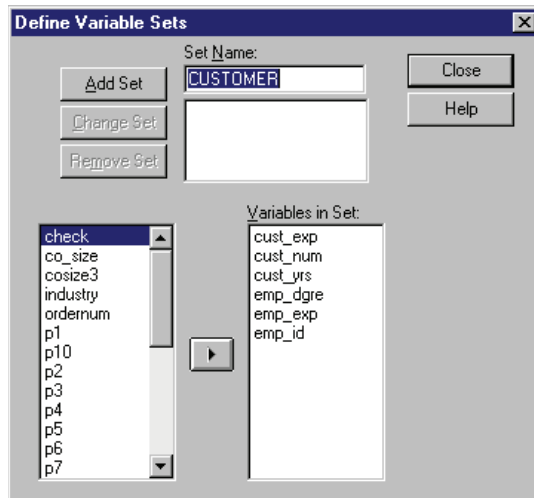 Define Variable Sets
Set Name:
Add Set
CUSTOMER
Close
Change Set
Help
Remove Set
Variables in Set:
check
co_size
cosize3
industry
ordernum
p1
p10
p2
p3
p4
p5
p6
p7
cust_exp
cust_num
cust_yrs
emp_dgre
emp_exp
emp_id